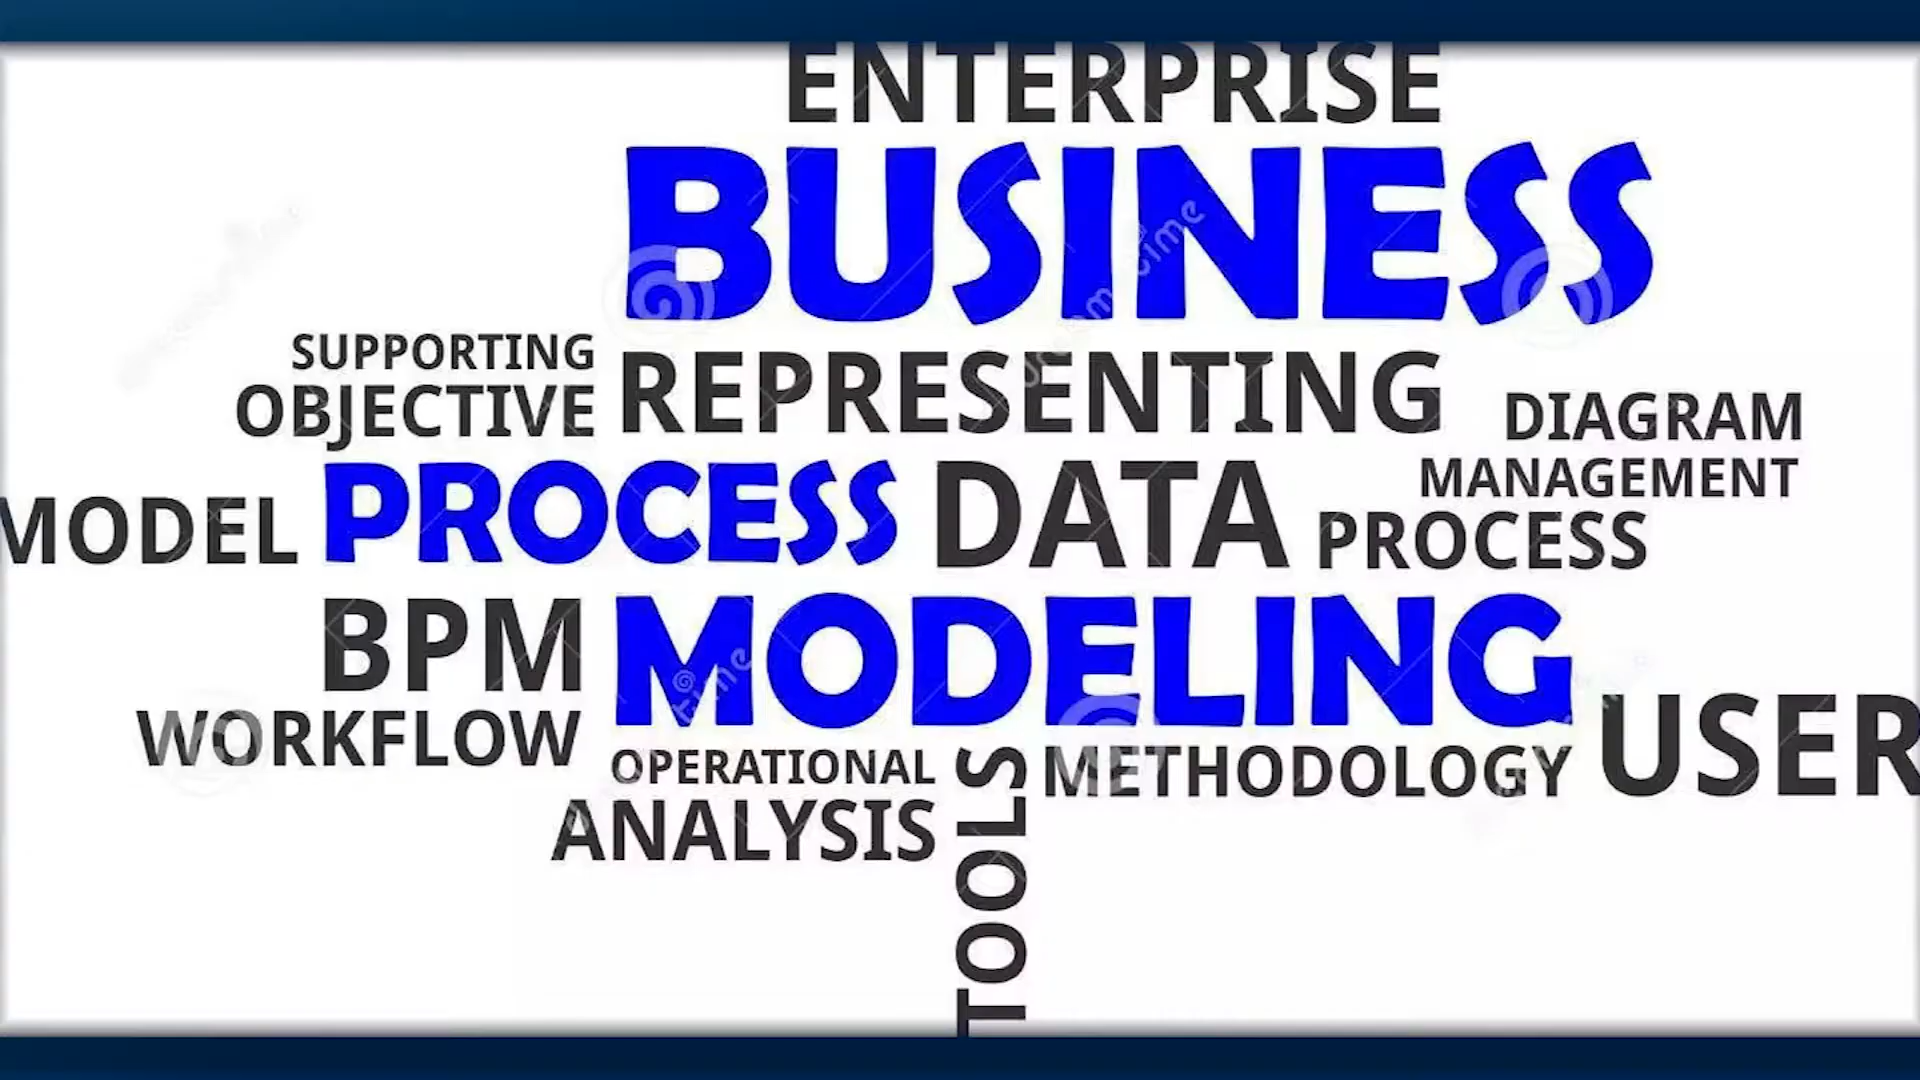 ENTERPRISE
BUSINESS
SUPPORTING
OBJECTIVE
REPRESENTING
DIAGRAM
MANAGEMENT
MODEL
PROCESS
DATA
PROCESS
BPM
MODELING
WORKFLOW
USER
OPERATIONAL
ANALYSIS
TOOLS
METHODOLOGY